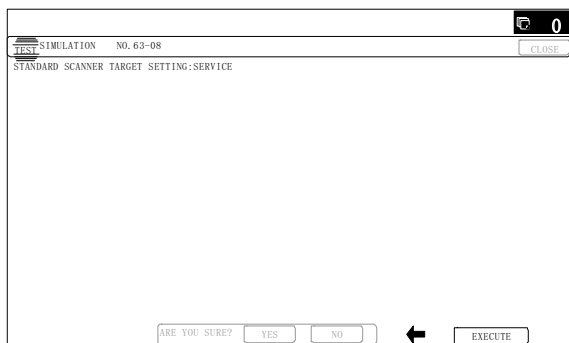 0
TEST SIMULATION NO. 63-08 CLOSE
STANDARD SCANNER TARGET SETTING:SERVICE
ARE YOU SURE? YES NO EXECUTE